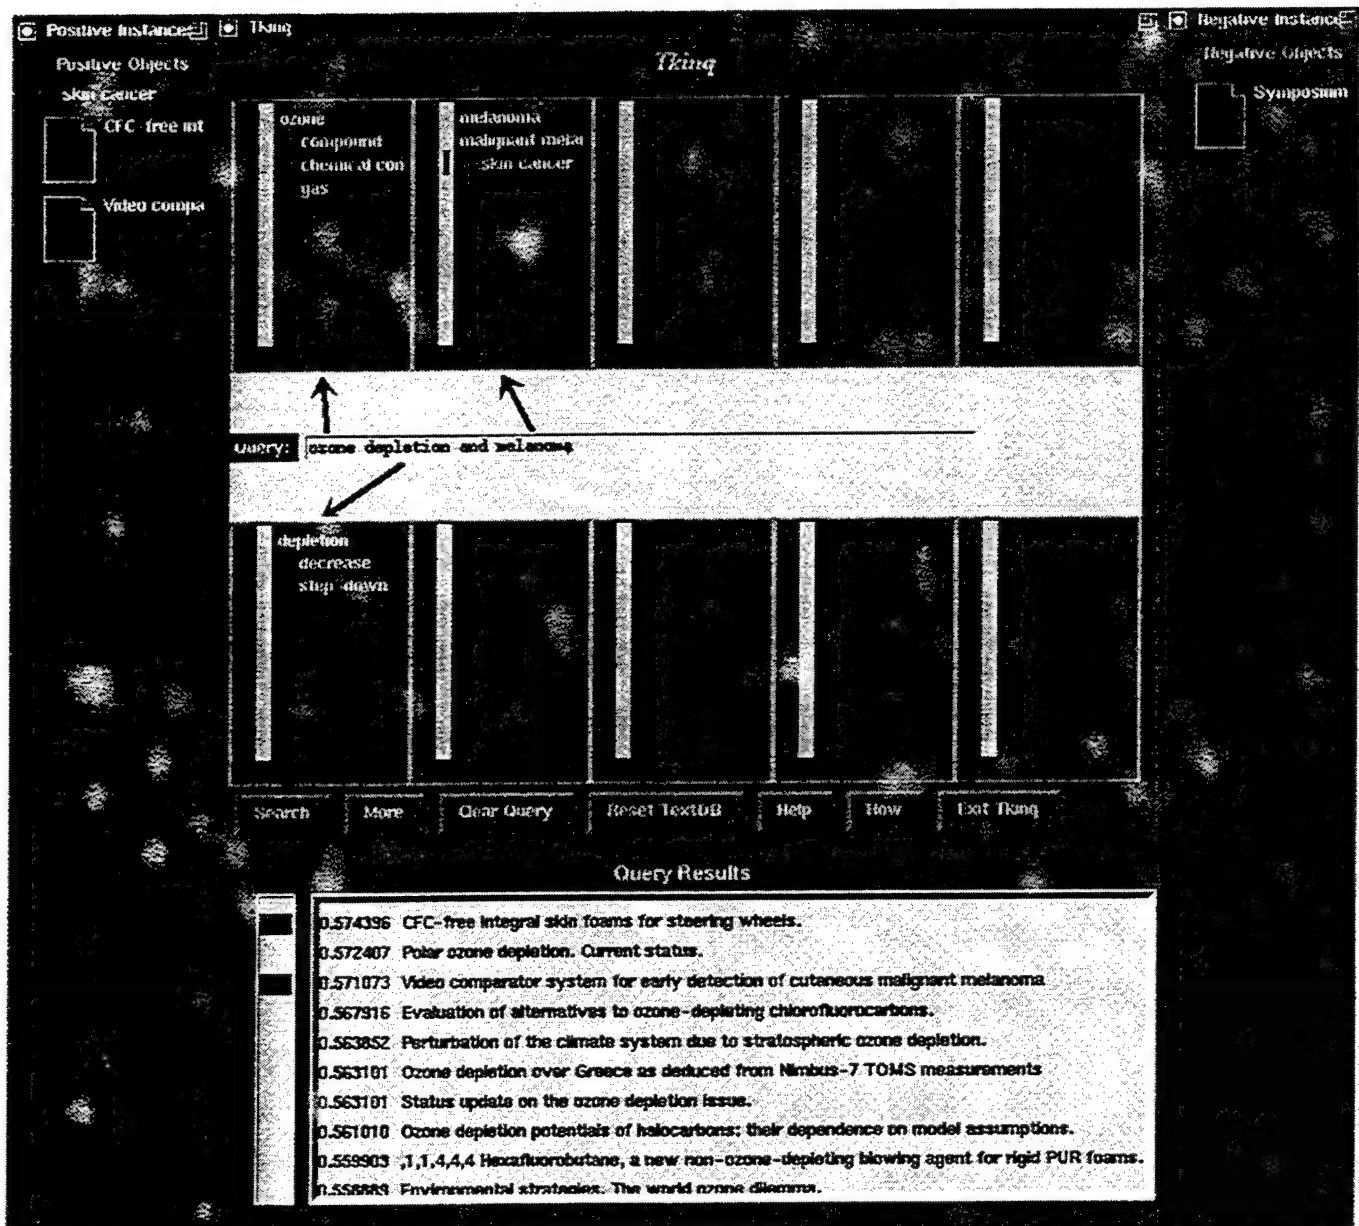 Positive Instances
Tkinq
Negative Instance
Positive Objects
skin cancer
CFC-free int
Video compa
Tkinq
Negative Objects
Symposium
ozone
compound
chemical com
gas
melanoma
malignant mela
skin cancer
Query: ozone depletion and melanoma
depletion
decrease
step-down
Search More Clear Query Reset TextDB Help How Exit Tkinq
Query Results
0.574396 CFC-free integral skin foams for steering wheels.
0.572407 Polar ozone depletion. Current status.
0.571073 Video comparator system for early detection of cutaneous malignant melanoma
0.567916 Evaluation of alternatives to ozone-depleting chlorofluorocarbons.
0.563852 Perturbation of the climate system due to stratospheric ozone depletion.
0.563101 Ozone depletion over Greece as deduced from Nimbus-7 TOMS measurements
0.563101 Status update on the ozone depletion issue.
0.561010 Ozone depletion potentials of halocarbons: their dependence on model assumptions.
0.559903 ,1,1,4,4,4 Hexafluorobutane, a new non-ozone-depleting blowing agent for rigid PUR foams.
0.558889 Environmental strategies. The world ozone dilemma.